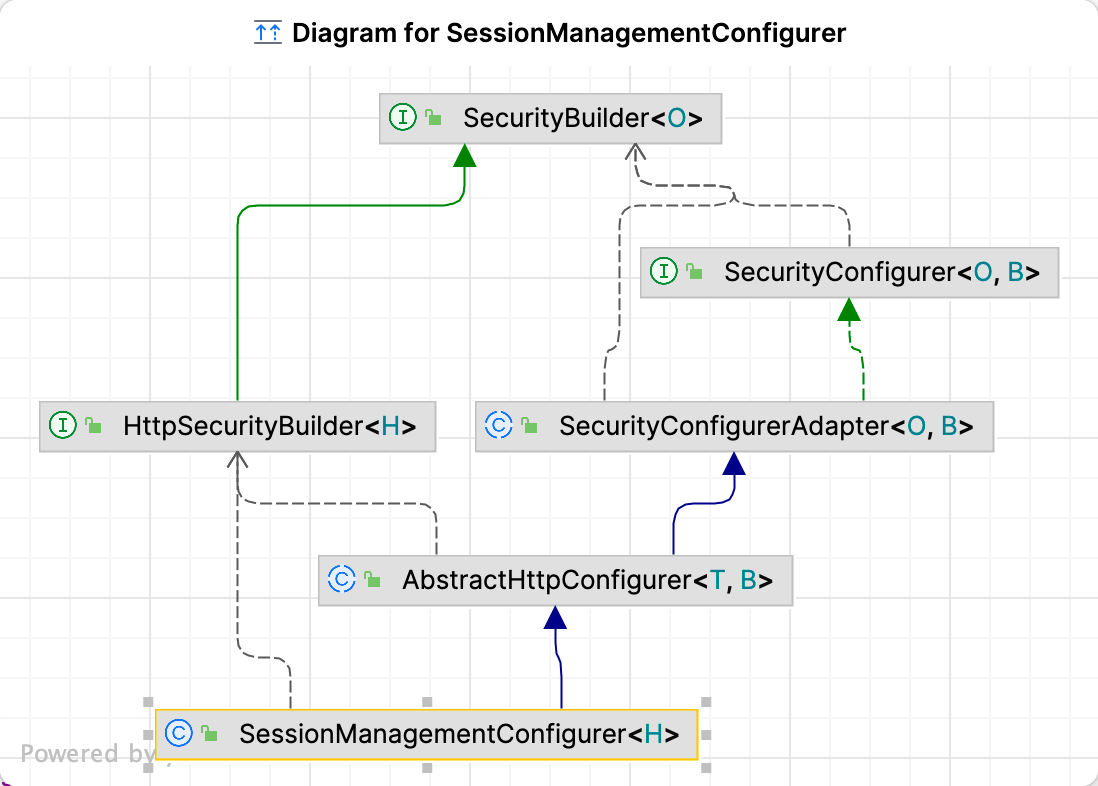 Diagram for SessionManagementConfigurer
I SecurityBuilder<O>
I SecurityConfigurer<O, B>
I HttpSecurityBuilder<H>
C SecurityConfigurerAdapter<O, B>
C AbstractHttpConfigurer<T, B>
C SessionManagementConfigurer<H>
Powered by